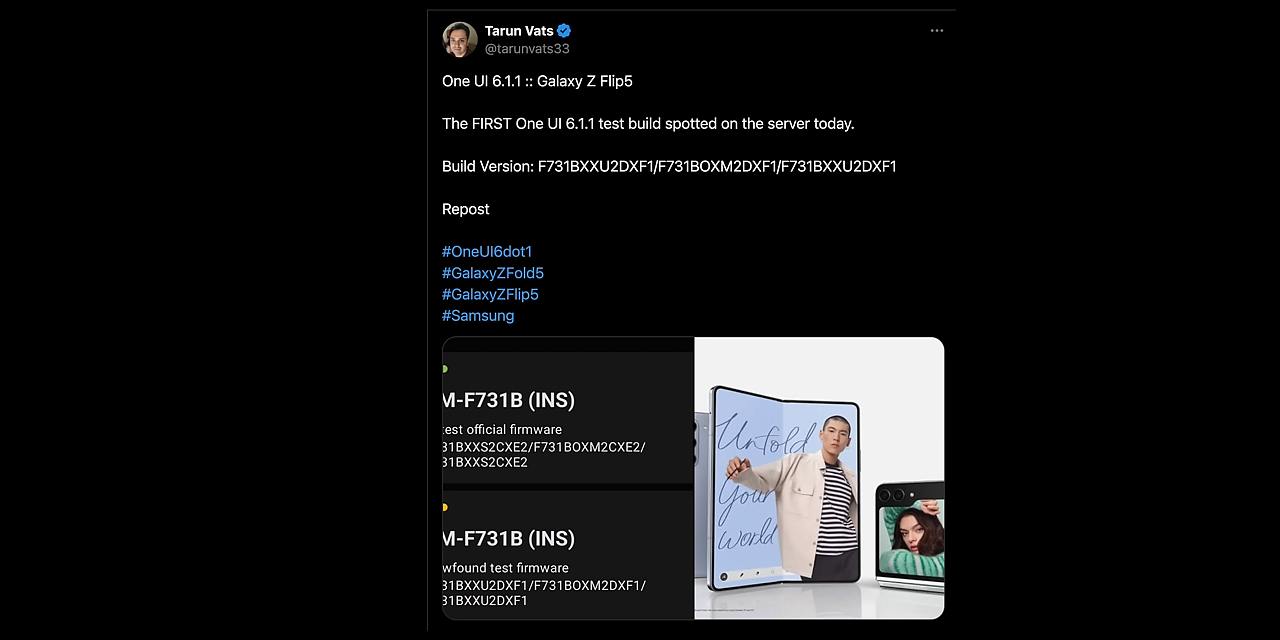 Tarun Vats
@tarunvats33
One UI 6.1.1 :: Galaxy Z Flip5
The FIRST One UI 6.1.1 test build spotted on the server today.
Build Version: F731BXXU2DXF1/F731BOXM2DXF1/F731BXXU2DXF1
Repost
#OneUI6dot1
#GalaxyZFold5
#GalaxyZFlip5
#Samsung
M-F731B (INS)
est official firmware
31BXXS2CXE2/F731BOXM2CXE2/
31BXXS2CXE2
M-F731B (INS)
wfound test firmware
31BXXU2DXF1/F731BOXM2DXF1/
31BXXU2DXF1
Unfold
Your
world